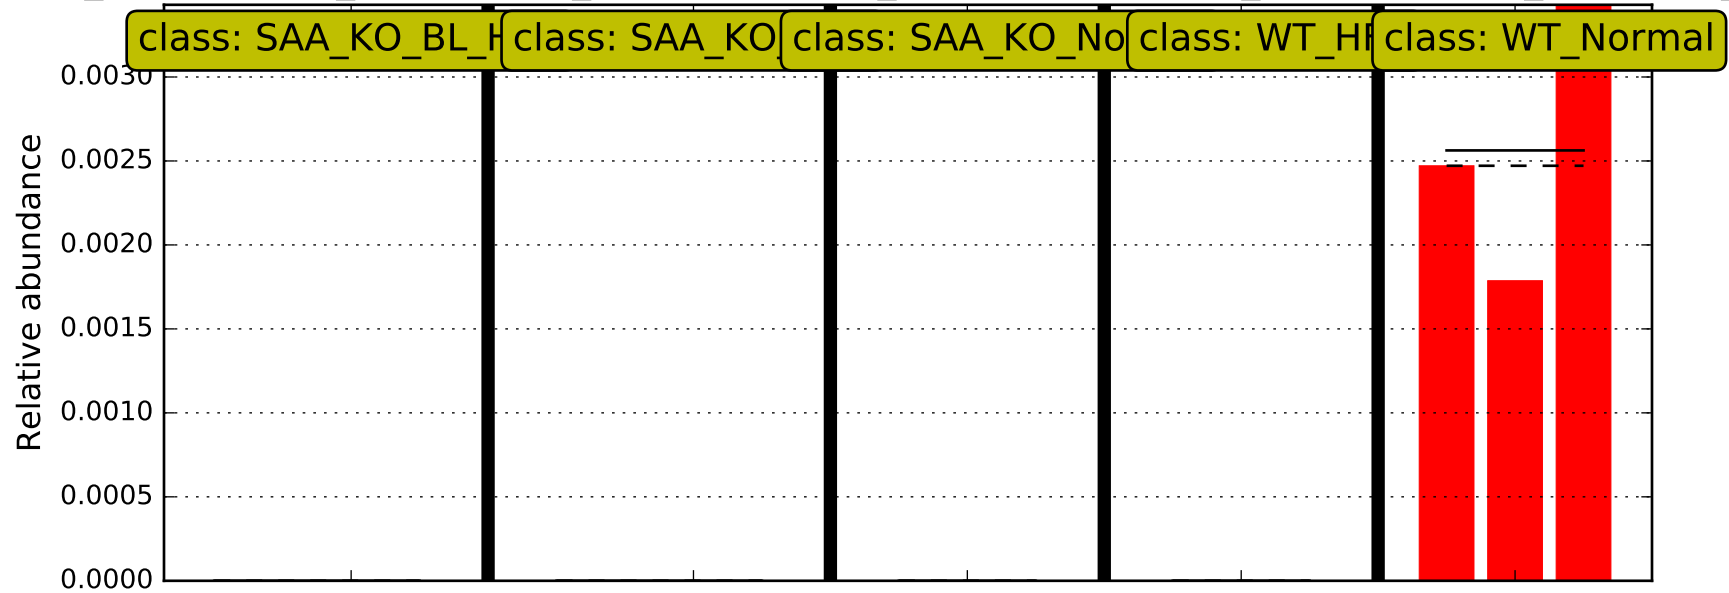 class: SAA_KO_BL_H
class: SAA_KO_
class: SAA_KO_No
class: WT_HF
class: WT_Normal
0.0030
0.0025
0.0020
0.0015
0.0010
0.0005
0.0000
Relative abundance